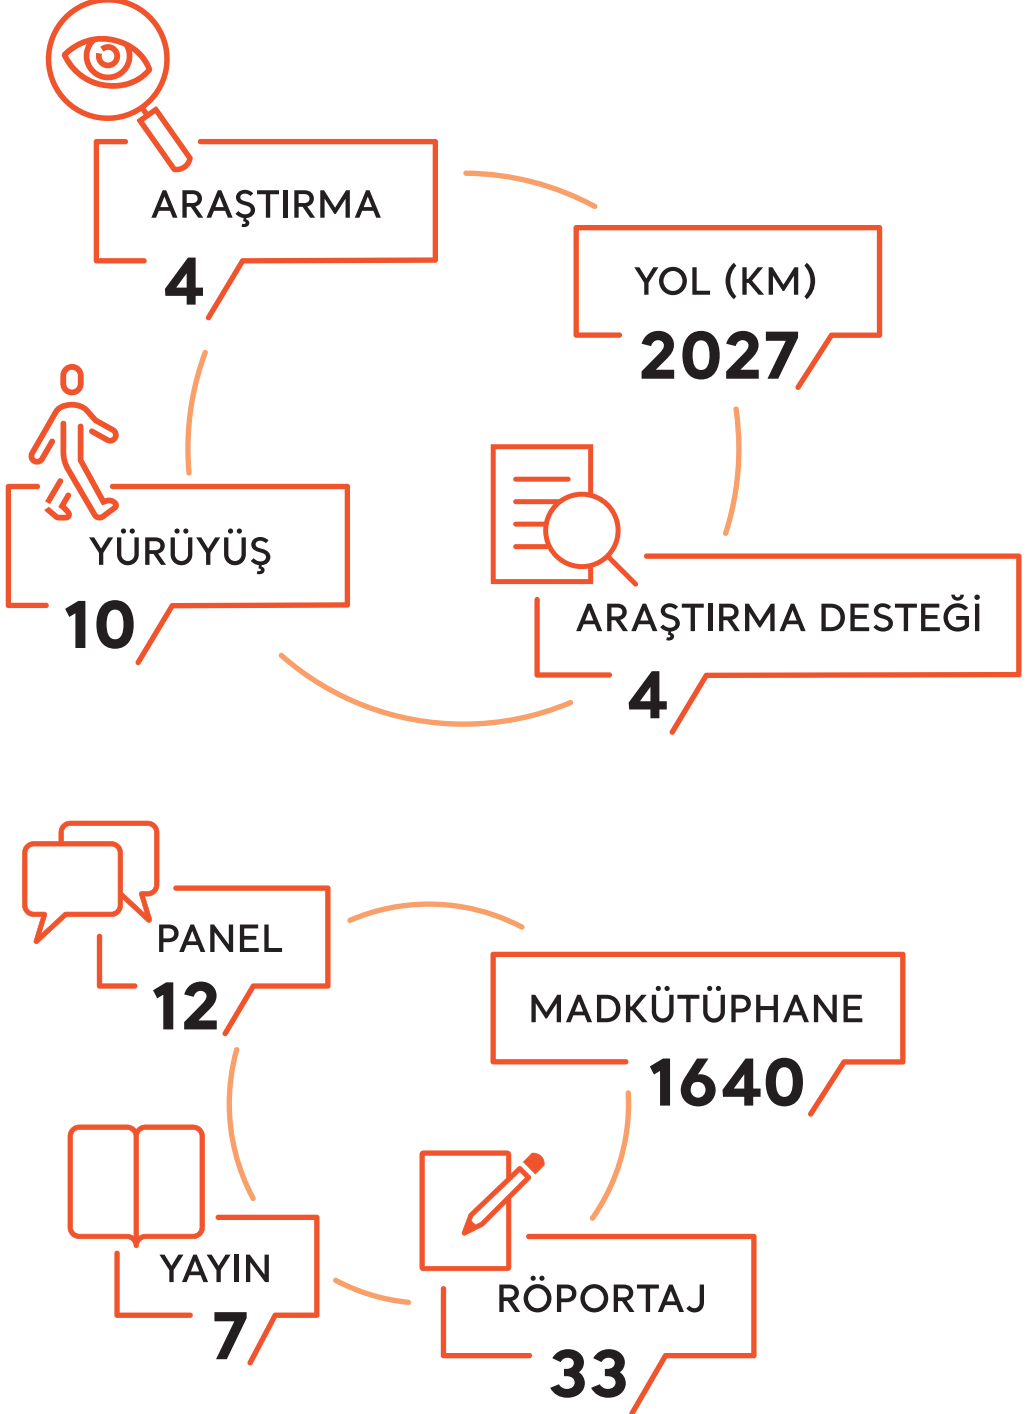 ARAŞTIRMA
4
YOL (KM)
2027
YÜRÜYÜŞ
10
ARAŞTIRMA DESTEĞİ
4
PANEL
12
MADKÜTÜPHANE
1640
YAYIN
7
RÖPORTAJ
33